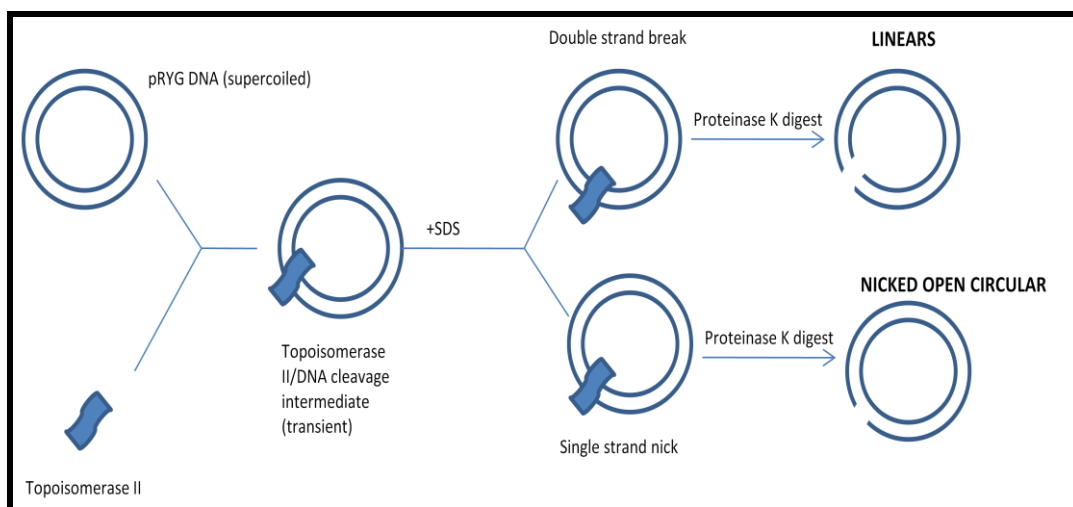 pRYG DNA (supercoiled)
Topoisomerase II
Topoisomerase
II/DNA cleavage
intermediate
(transient)
+SDS
Double strand break
Proteinase K digest
LINEARS
Single strand nick
Proteinase K digest
NICKED OPEN CIRCULAR